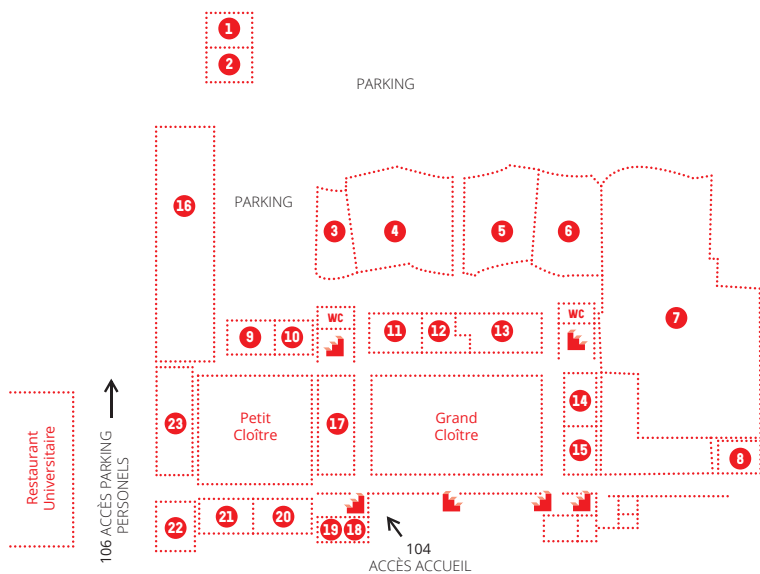 1
2
PARKING
16
PARKING
3
4
5
6
7
9
10
WC
11
12
13
WC
23
Petit
Cloître
17
Grand
Cloître
14
15
8
Restaurant
Universitaire
106 ACCÈS PARKING
PERSONELS
22
21
20
19
18
104
ACCÈS ACCUEIL